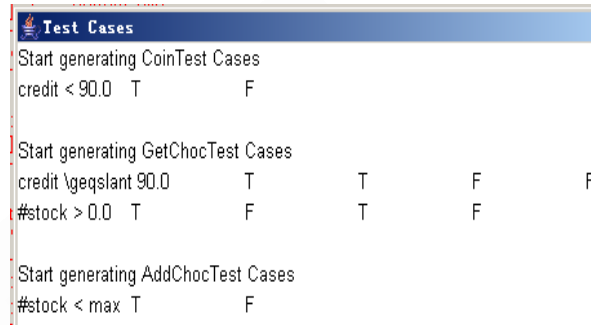 Test Cases
Start generating CoinTest Cases
credit < 90.0 T F
Start generating GetChocTest Cases
credit \geqslant 90.0 T T F F
#stock > 0.0 T F T F
Start generating AddChocTest Cases
#stock < max T F